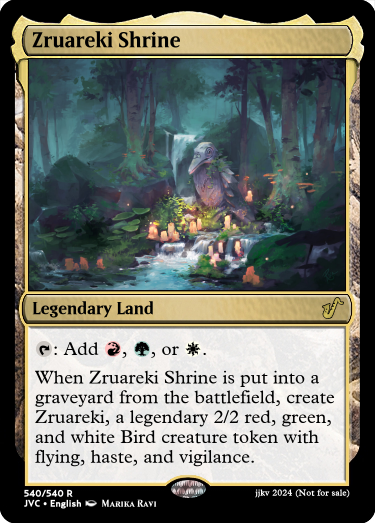 Zruareki Shrine
Legendary Land
: Add , , or .
When Zruareki Shrine is put into a
graveyard from the battlefield, create
Zruareki, a legendary 2/2 red, green,
and white Bird creature token with
flying, haste, and vigilance.
540/540 R
JVC • English Marika Ravi
jjkv 2024 (Not for sale)